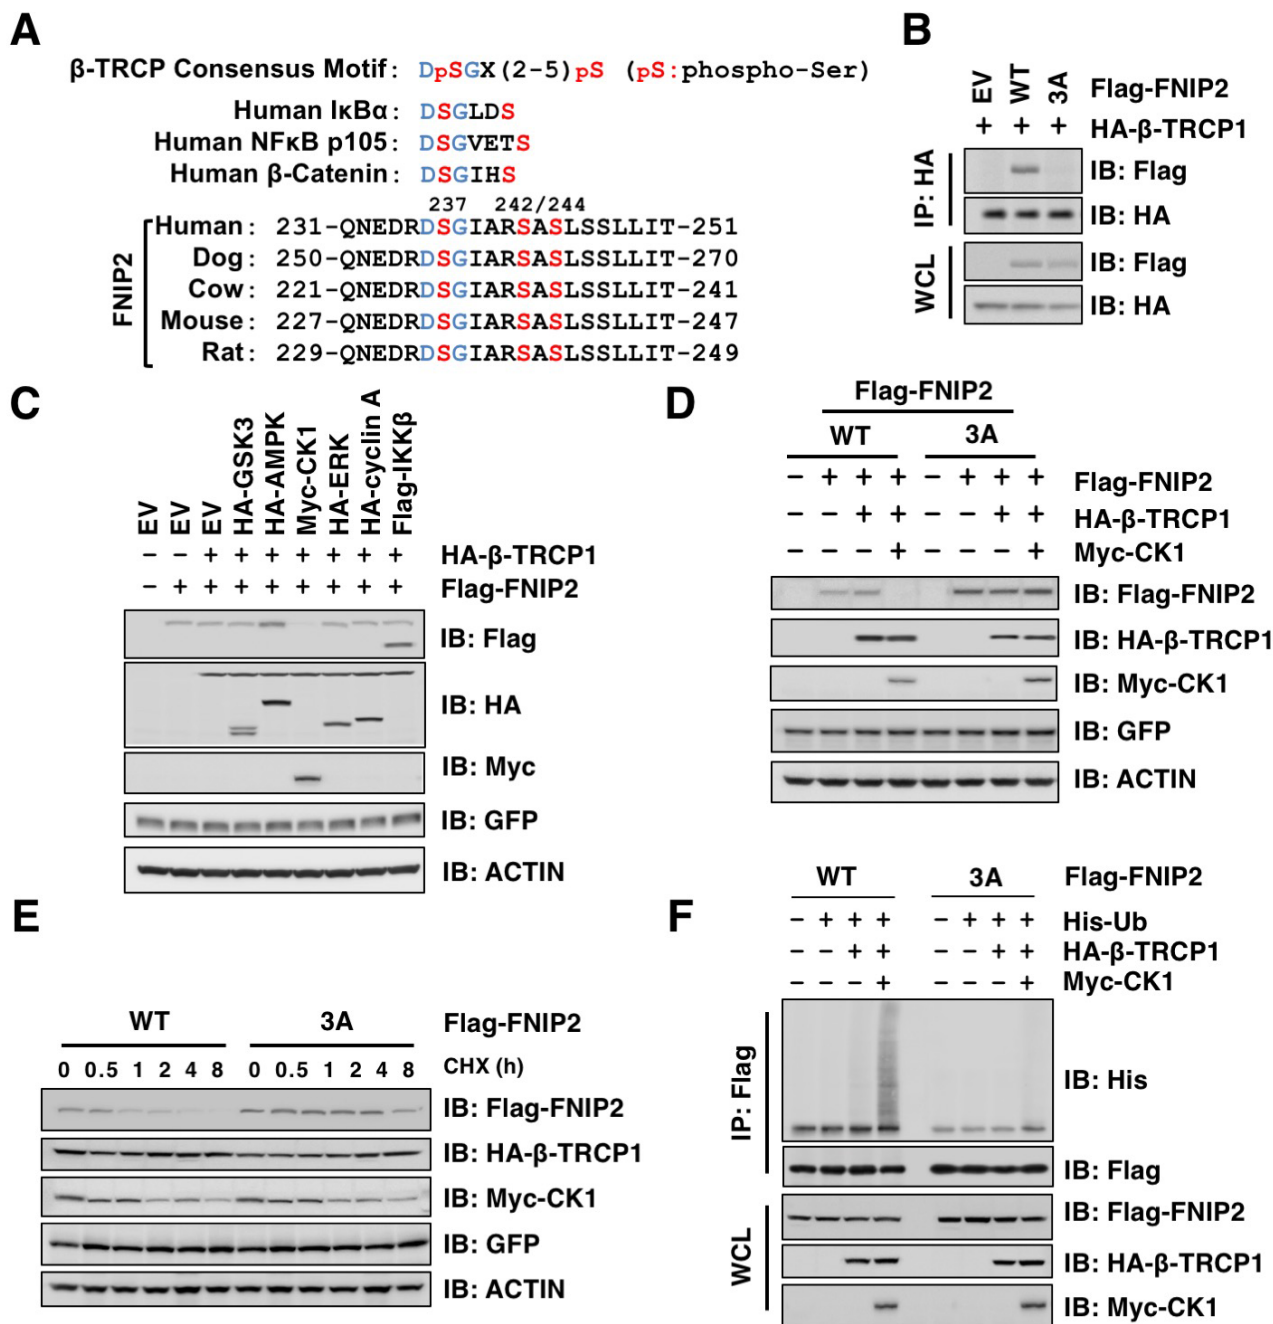 A
β-TRCP Consensus Motif: DpSGX(2-5)pS (pS:phospho-Ser)
Human IκBα: DSGLDS
Human NFκB p105: DSGVETS
Human β-Catenin: DSGIHS
237 242/244
FNIP2
Human: 231-QNEDRDSGIARSASLSSLLIT-251
Dog: 250-QNEDRDSGIARSASLSSLLIT-270
Cow: 221-QNEDRDSGIARSASLSSLLIT-241
Mouse: 227-QNEDRDSGIARSASLSSLLIT-247
Rat: 229-QNEDRDSGIARSASLSSLLIT-249
B
EV WT 3A Flag-FNIP2
+ + + HA-β-TRCP1
IP: HA
IB: Flag
IB: HA
WCL
IB: Flag
IB: HA
C
EV EV EV HA-GSK3 HA-AMPK Myc-CK1 HA-ERK HA-cyclin A Flag-IKKβ
− − + + + + + + + HA-β-TRCP1
− + + + + + + + + Flag-FNIP2
IB: Flag
IB: HA
IB: Myc
IB: GFP
IB: ACTIN
D
Flag-FNIP2
WT 3A
− + + + − + + + Flag-FNIP2
− − + + − − + + HA-β-TRCP1
− − − + − − − + Myc-CK1
IB: Flag-FNIP2
IB: HA-β-TRCP1
IB: Myc-CK1
IB: GFP
IB: ACTIN
E
WT 3A Flag-FNIP2
0 0.5 1 2 4 8 0 0.5 1 2 4 8 CHX (h)
IB: Flag-FNIP2
IB: HA-β-TRCP1
IB: Myc-CK1
IB: GFP
IB: ACTIN
F
WT 3A Flag-FNIP2
− + + + − + + + His-Ub
− − + + − − + + HA-β-TRCP1
− − − + − − − + Myc-CK1
IP: Flag
IB: His
IB: Flag
WCL
IB: Flag-FNIP2
IB: HA-β-TRCP1
IB: Myc-CK1